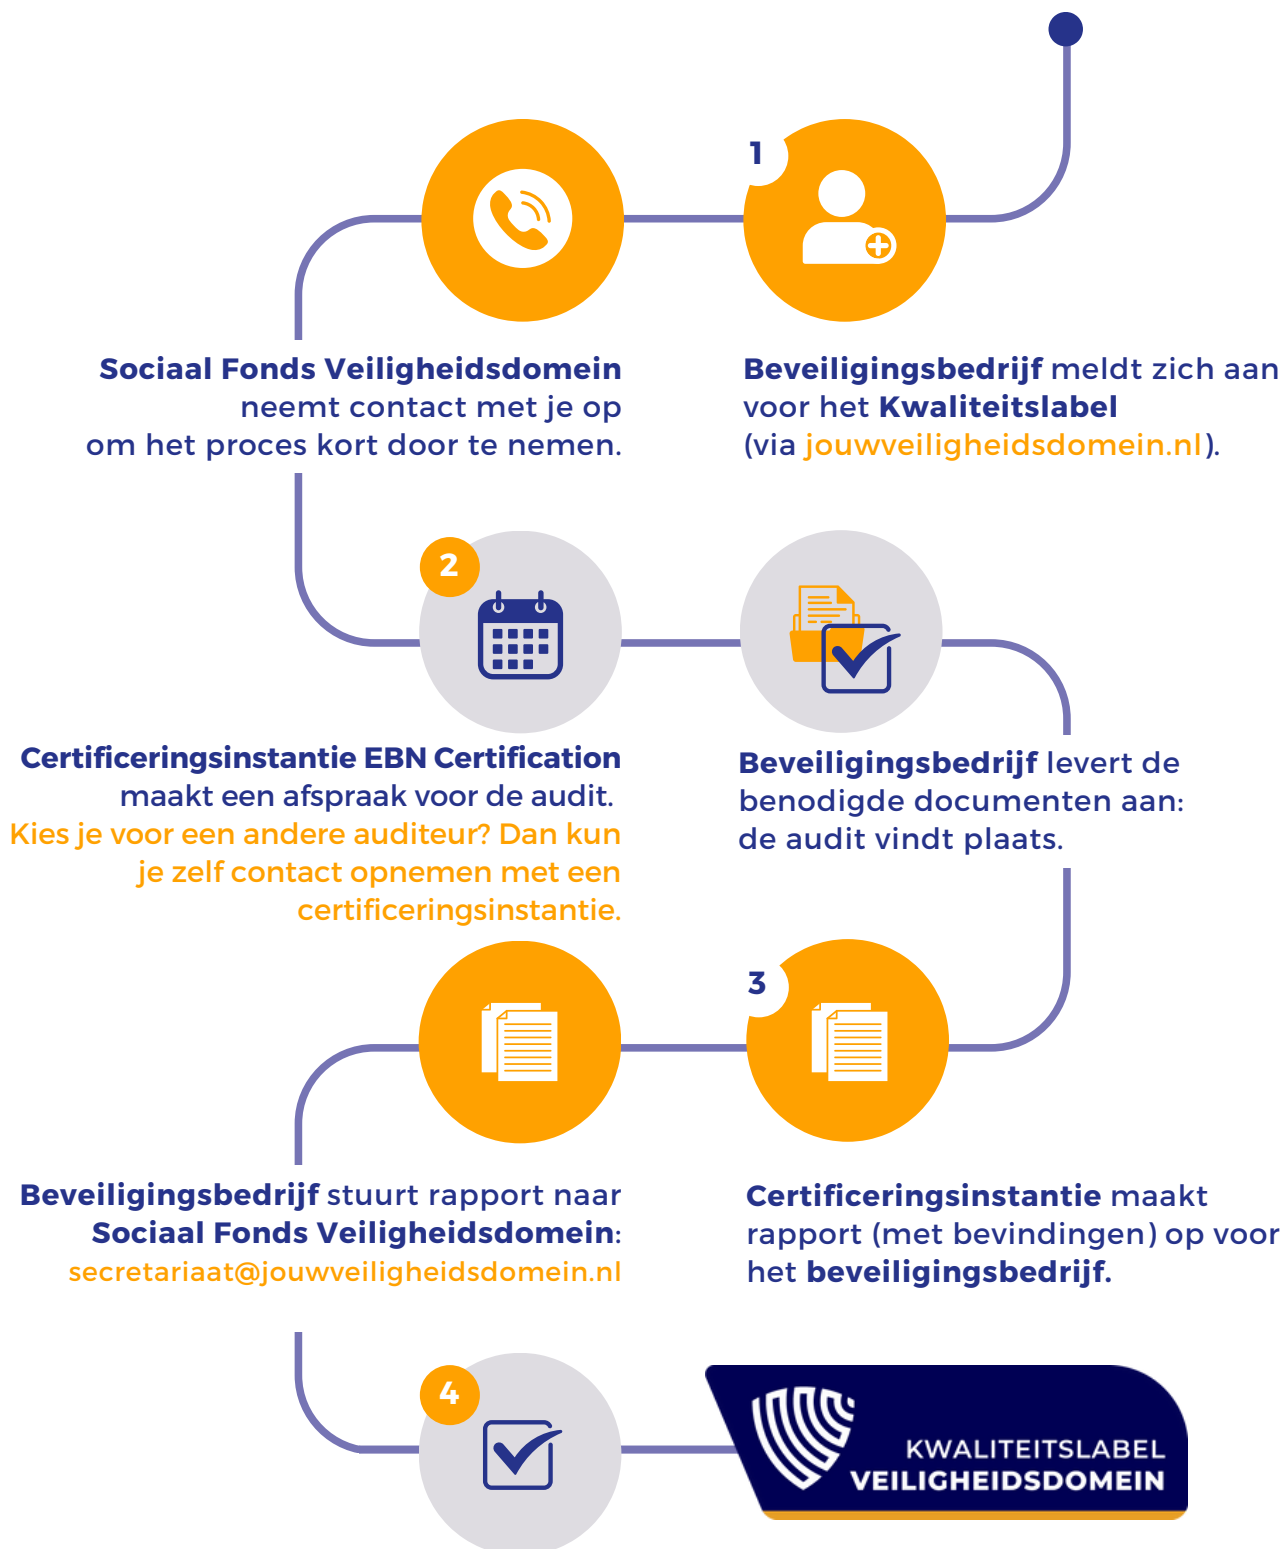 1
Beveiligingsbedrijf meldt zich aan
voor het Kwaliteitslabel
(via jouwveiligheidsdomein.nl).
Sociaal Fonds Veiligheidsdomein
neemt contact met je op
om het proces kort door te nemen.
2
Certificeringsinstantie EBN Certification
maakt een afspraak voor de audit.
Kies je voor een andere auditeur? Dan kun
je zelf contact opnemen met een
certificeringsinstantie.
Beveiligingsbedrijf levert de
benodigde documenten aan:
de audit vindt plaats.
3
Certificeringsinstantie maakt
rapport (met bevindingen) op voor
het beveiligingsbedrijf.
Beveiligingsbedrijf stuurt rapport naar
Sociaal Fonds Veiligheidsdomein:
secretariaat@jouwveiligheidsdomein.nl
4
KWALITEITSLABEL
VEILIGHEIDSDOMEIN